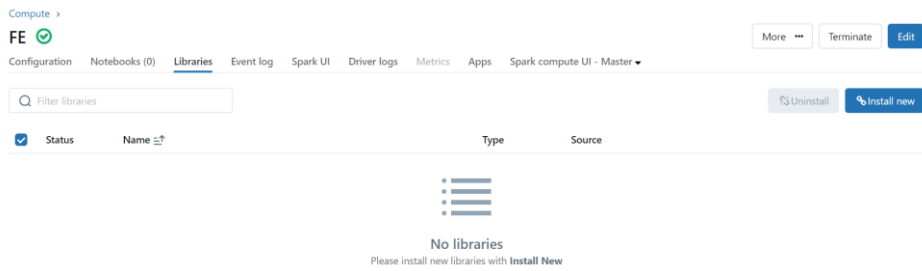 Compute >
FE
More ... Terminate Edit
Configuration Notebooks (0) Libraries Event log Spark UI Driver logs Metrics Apps Spark compute UI - Master
Filter libraries
Uninstall Install new
Status Name Type Source
No libraries
Please install new libraries with Install New